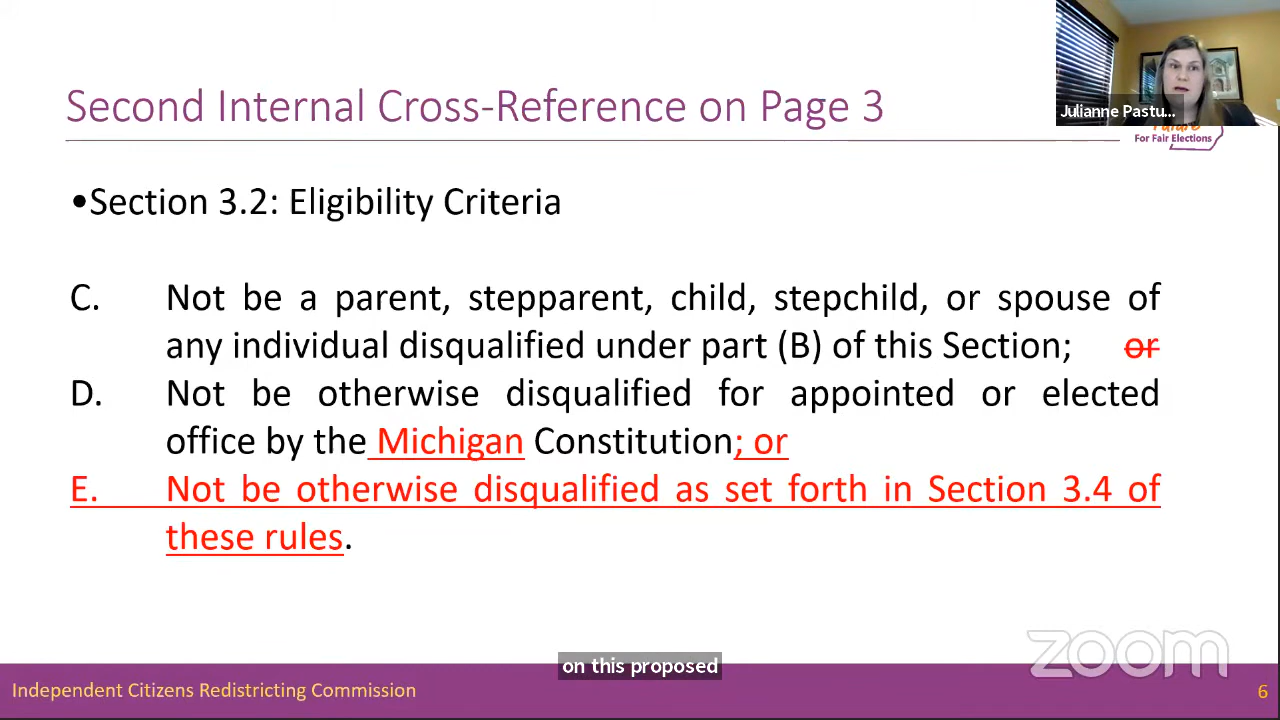 Second Internal Cross-Reference on Page 3
Julianne Pastu...
For Fair Elections
•Section 3.2: Eligibility Criteria
C. Not be a parent, stepparent, child, stepchild, or spouse of
any individual disqualified under part (B) of this Section; or
D. Not be otherwise disqualified for appointed or elected
office by the Michigan Constitution; or
E. Not be otherwise disqualified as set forth in Section 3.4 of
these rules.
zoom
on this proposed
Independent Citizens Redistricting Commission
6